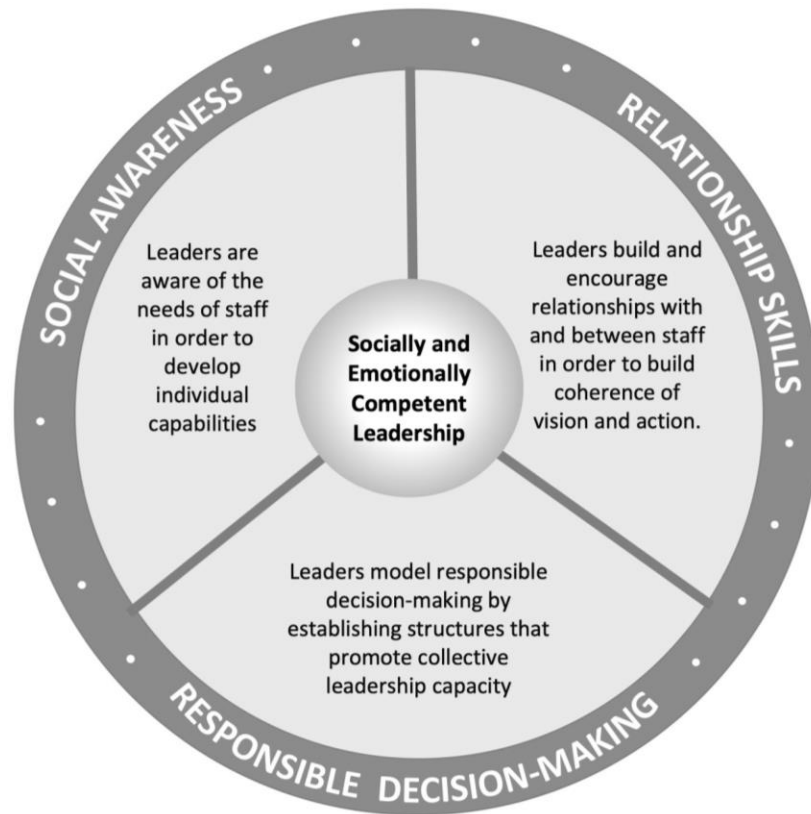 SOCIAL AWARENESS
RELATIONSHIP SKILLS
Leaders are
aware of the
needs of staff
in order to
develop
individual
capabilities
Socially and
Emotionally
Competent
Leadership
Leaders build and
encourage
relationships with
and between staff
in order to build
coherence of
vision and action.
Leaders model responsible
decision-making by
establishing structures that
promote collective
leadership capacity
RESPONSIBLE DECISION-MAKING